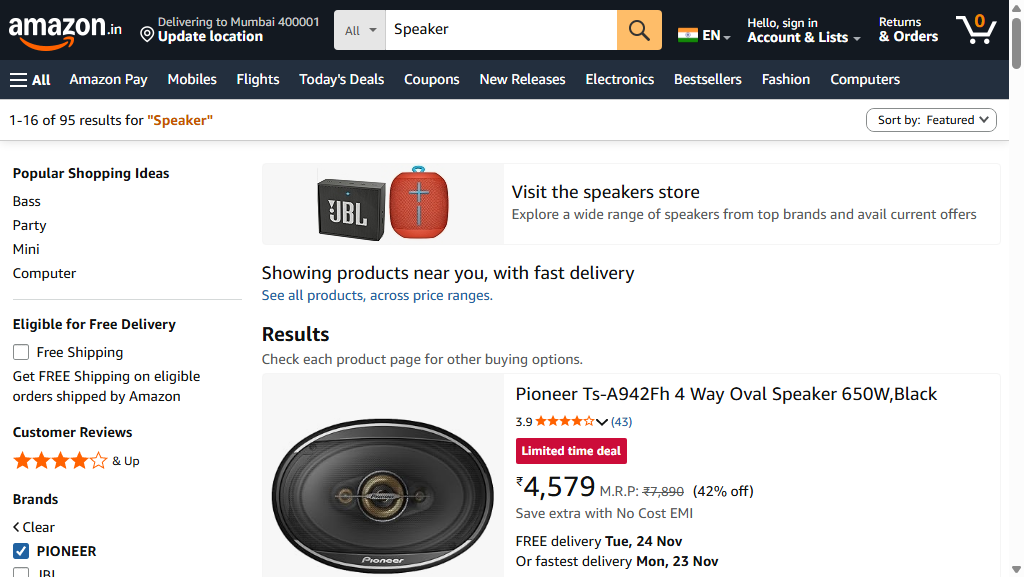 amazon.in
Delivering to Mumbai 400001
Update location
All
Speaker
EN
Hello, sign in
Account & Lists
Returns
& Orders
0
All
Amazon Pay
Mobiles
Flights
Today's Deals
Coupons
New Releases
Electronics
Bestsellers
Fashion
Computers
1-16 of 95 results for "Speaker"
Sort by: Featured
Popular Shopping Ideas
Bass
Party
Mini
Computer
Eligible for Free Delivery
Free Shipping
Get FREE Shipping on eligible
orders shipped by Amazon
Customer Reviews
& Up
Brands
Clear
PIONEER
JBL
JBL
Visit the speakers store
Explore a wide range of speakers from top brands and avail current offers
Showing products near you, with fast delivery
See all products, across price ranges.
Results
Check each product page for other buying options.
Pioneer
Pioneer
Pioneer Ts-A942Fh 4 Way Oval Speaker 650W,Black
3.9 (43)
Limited time deal
₹4,579 M.R.P: ₹7,890 (42% off)
Save extra with No Cost EMI
FREE delivery Tue, 24 Nov
Or fastest delivery Mon, 23 Nov